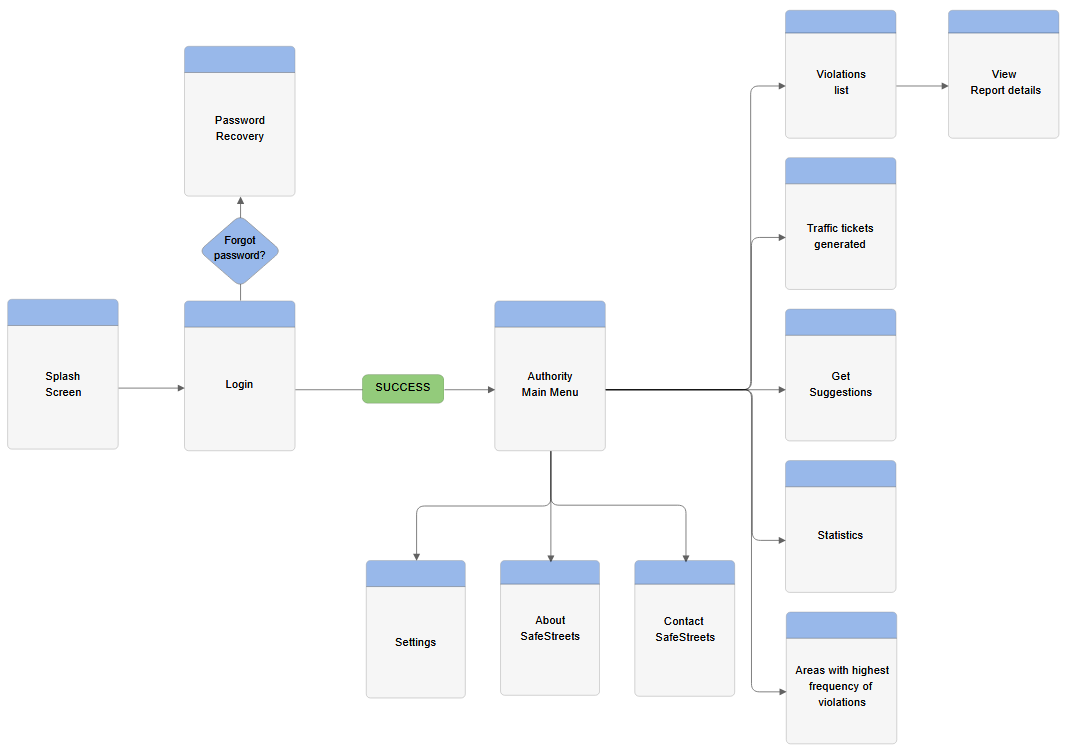 Violations
list
View
Report details
Password
Recovery
Traffic tickets
generated
Forgot
password?
Splash
Screen
Login
SUCCESS
Authority
Main Menu
Get
Suggestions
Statistics
Settings
About
SafeStreets
Contact
SafeStreets
Areas with highest
frequency of
violations